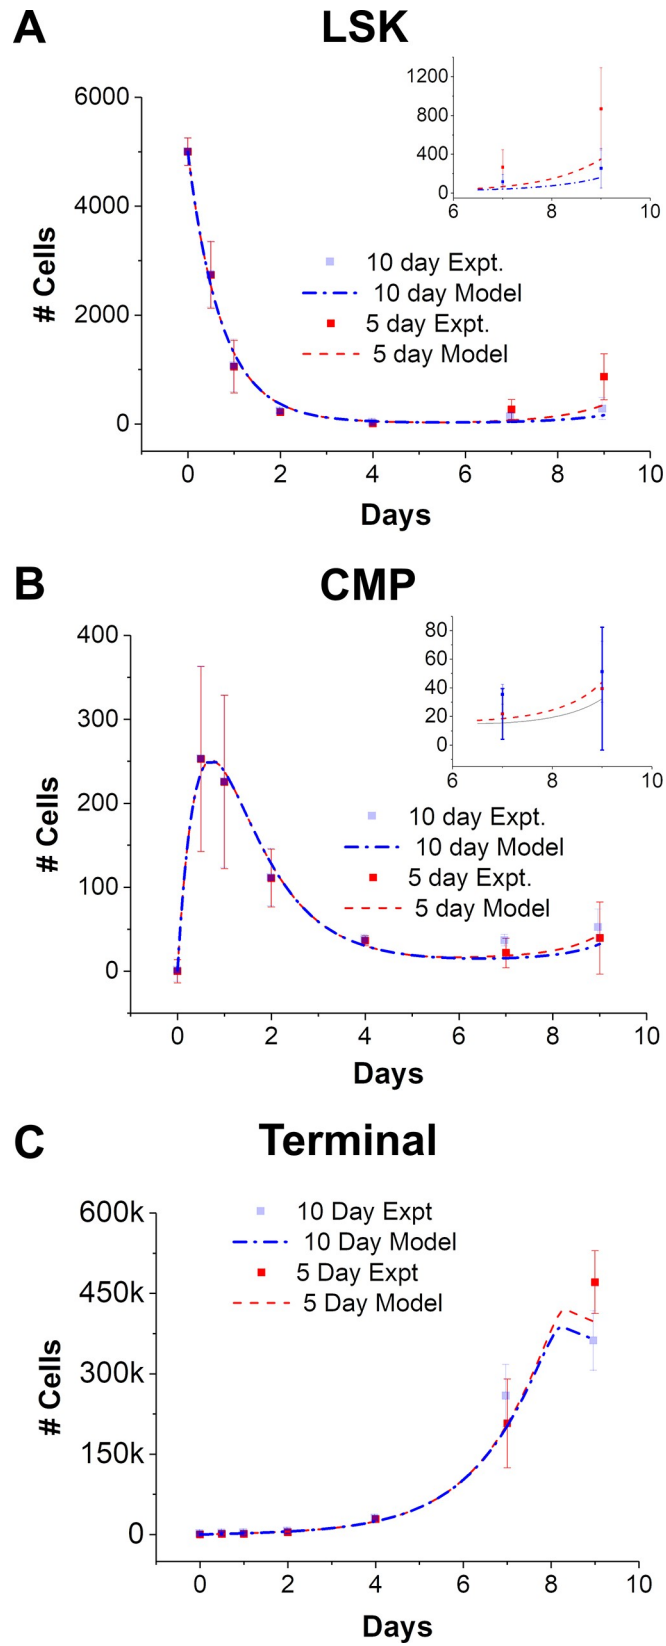 A
LSK
# Cells
6000
4000
2000
0
0 2 4 6 8 10
Days
1200
800
400
0
6 8 10
10 day Expt.
10 day Model
5 day Expt.
5 day Model
B
CMP
# Cells
400
300
200
100
0
0 2 4 6 8 10
Days
80
60
40
20
0
6 8 10
10 day Expt.
10 day Model
5 day Expt.
5 day Model
C
Terminal
# Cells
600k
450k
300k
150k
0
0 2 4 6 8 10
Days
10 Day Expt
10 Day Model
5 Day Expt
5 Day Model